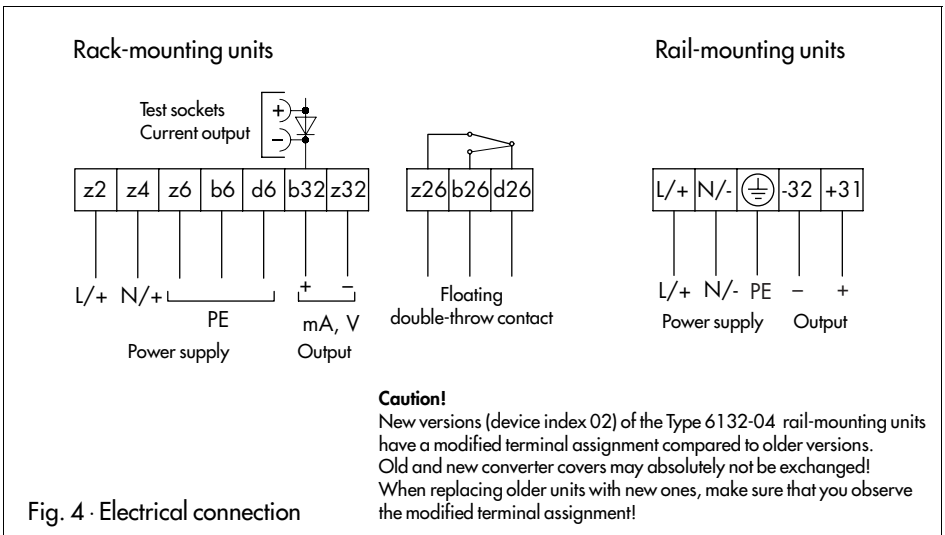 Rack-mounting units
Rail-mounting units
Test sockets
Current output
+
−
z2 z4 z6 b6 d6 b32 z32
z26 b26 d26
L/+ N/- -32 +31
L/+ N/+
PE
+ −
mA, V
Power supply
Output
Floating
double-throw contact
L/+ N/- PE − +
Power supply Output
Caution!
New versions (device index 02) of the Type 6132-04 rail-mounting units
have a modified terminal assignment compared to older versions.
Old and new converter covers may absolutely not be exchanged!
When replacing older units with new ones, make sure that you observe
the modified terminal assignment!
Fig. 4 · Electrical connection